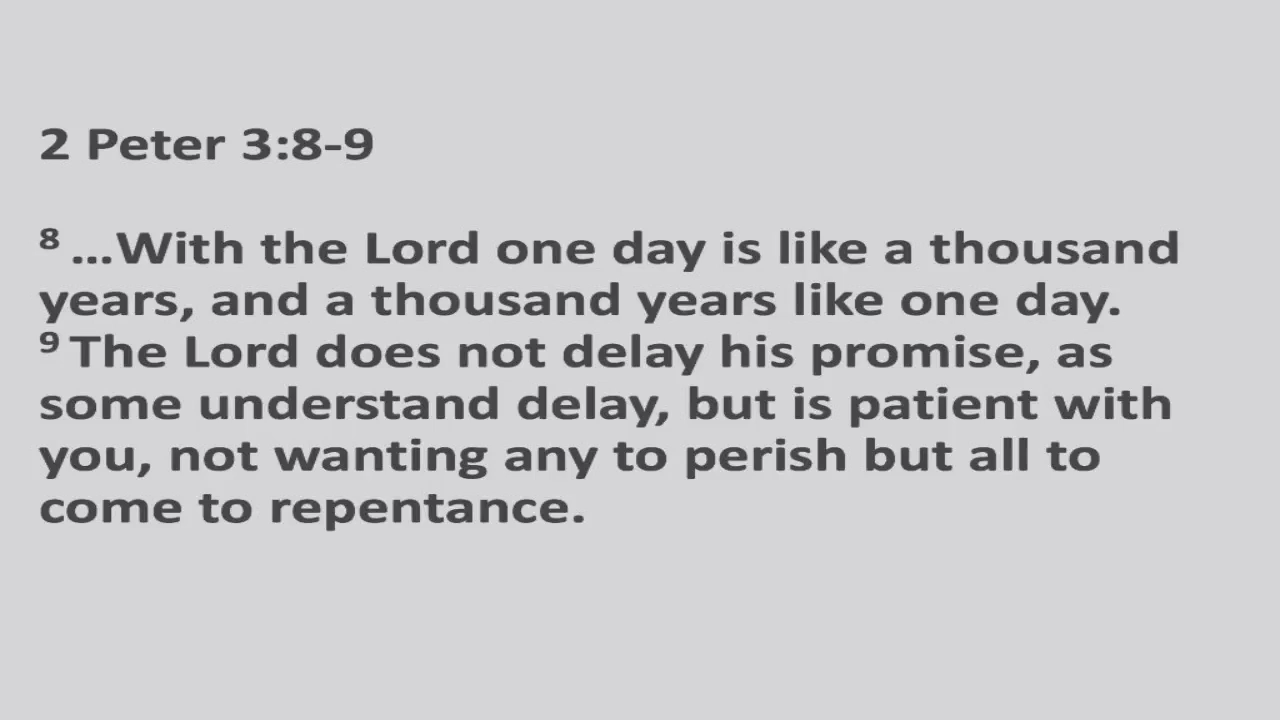 2 Peter 3:8-9
8 ...With the Lord one day is like a thousand
years, and a thousand years like one day.
9 The Lord does not delay his promise, as
some understand delay, but is patient with
you, not wanting any to perish but all to
come to repentance.